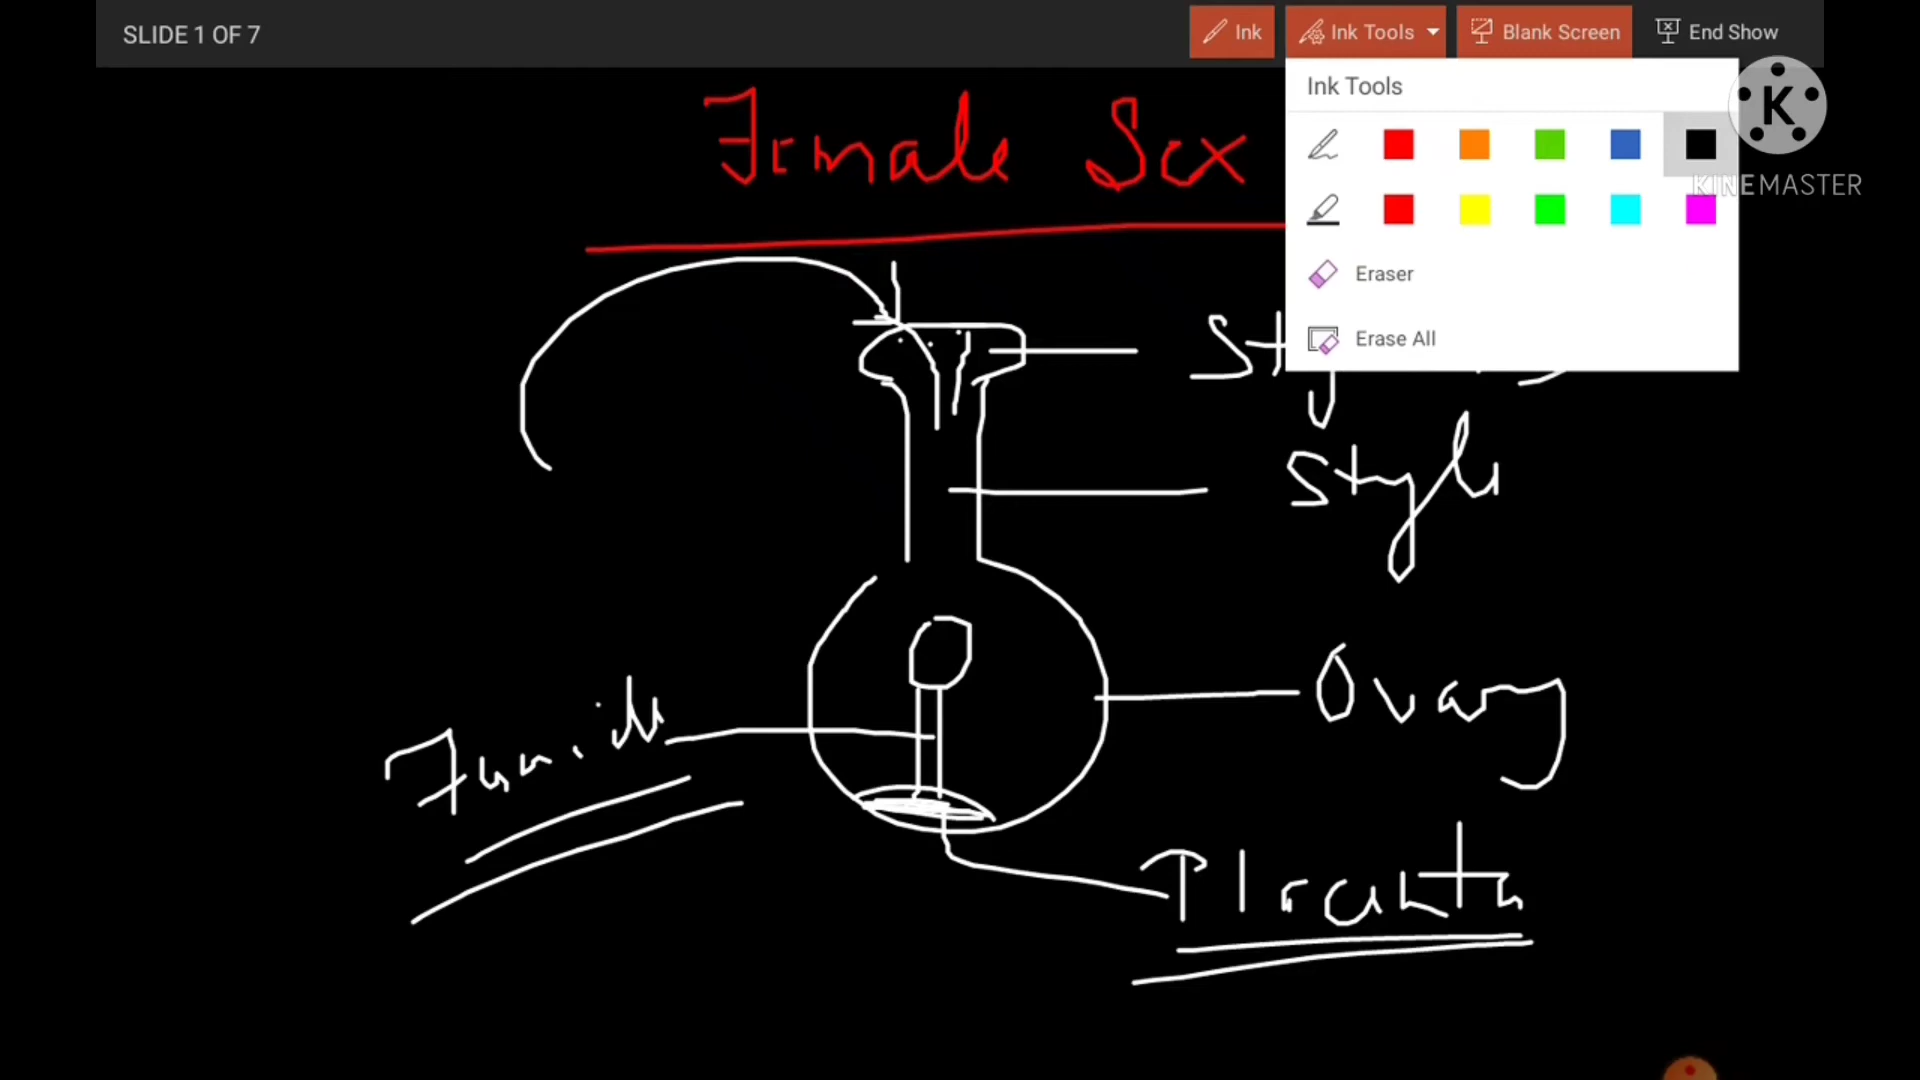 SLIDE 1 OF 7
Ink
Ink Tools
Blank Screen
End Show
Ink Tools
K
KINEMASTER
Eraser
Erase All
Female Sex
Style
Ovary
Placenta